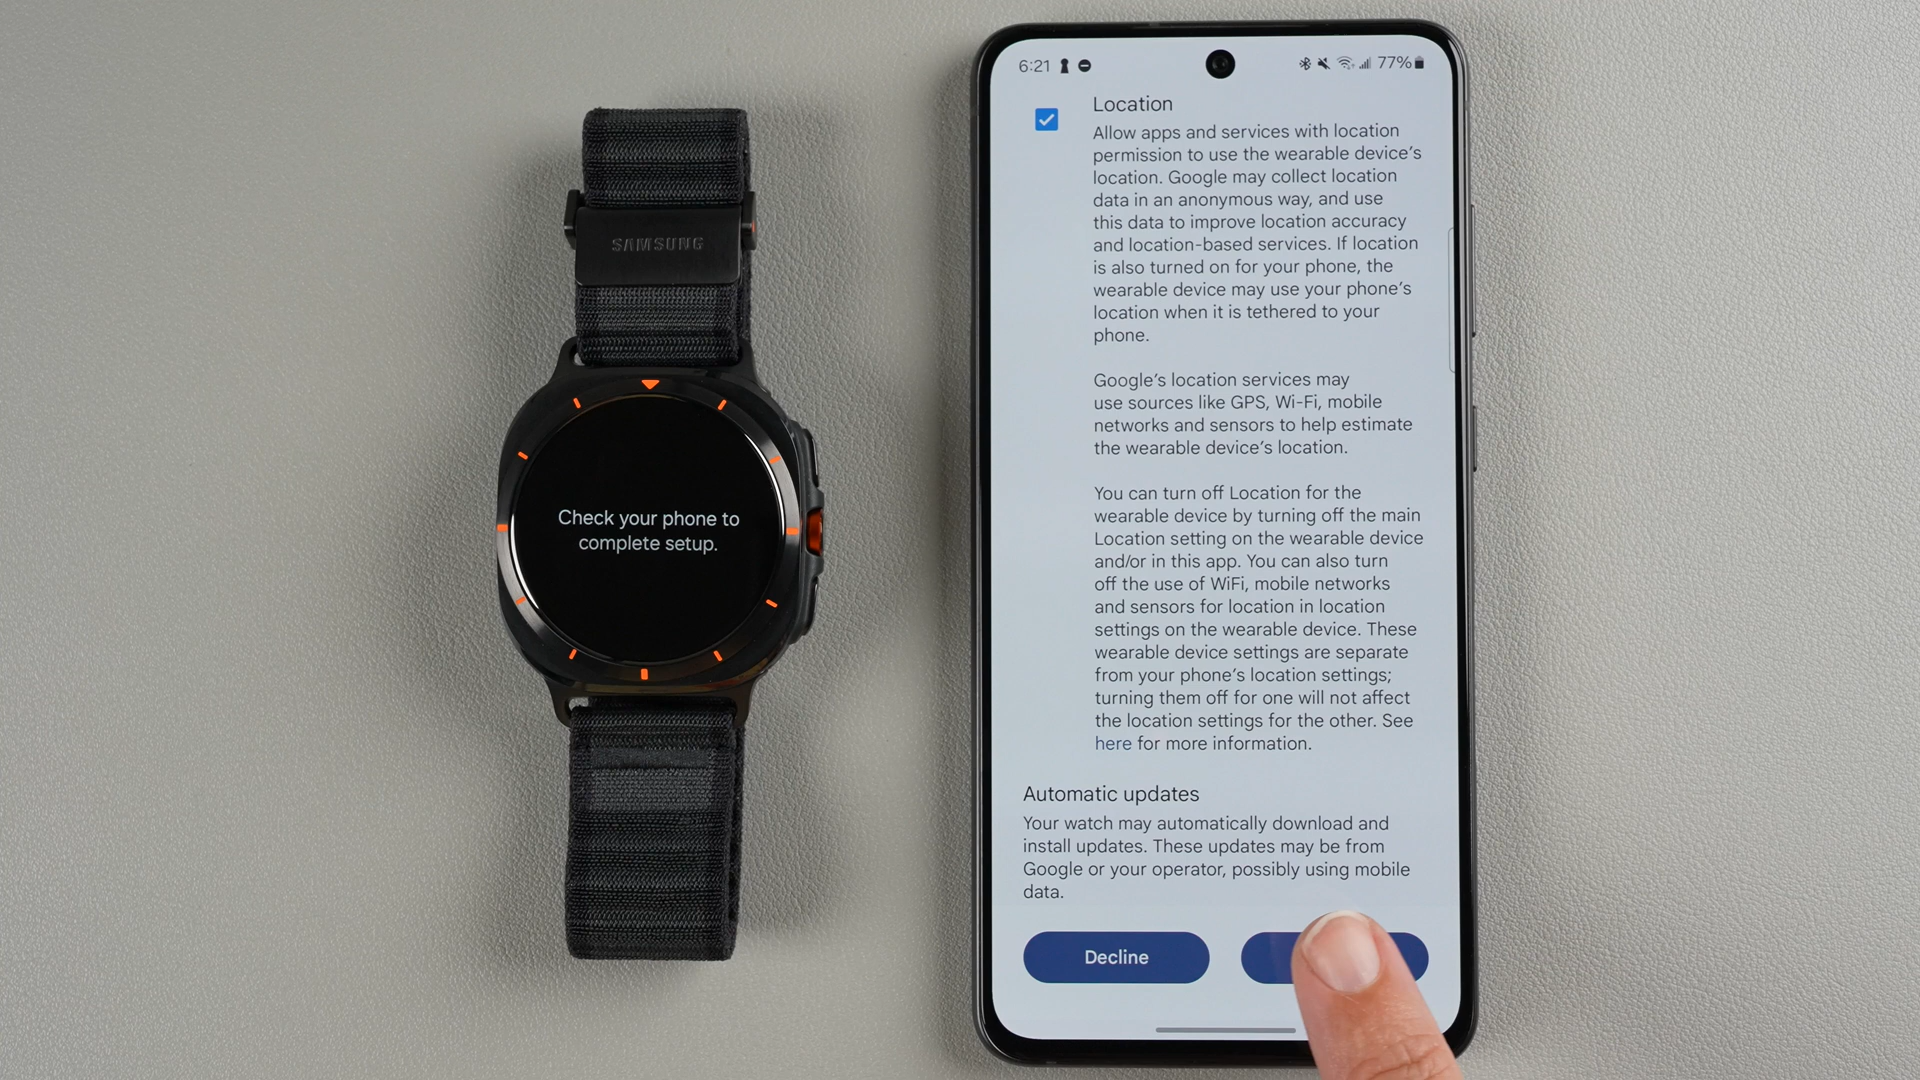 SAMSUNG
Check your phone to
complete setup.
6:21
77%
Location
Allow apps and services with location
permission to use the wearable device's
location. Google may collect location
data in an anonymous way, and use
this data to improve location accuracy
and location-based services. If location
is also turned on for your phone, the
wearable device may use your phone's
location when it is tethered to your
phone.
Google's location services may
use sources like GPS, Wi-Fi, mobile
networks and sensors to help estimate
the wearable device's location.
You can turn off Location for the
wearable device by turning off the main
Location setting on the wearable device
and/or in this app. You can also turn
off the use of WiFi, mobile networks
and sensors for location in location
settings on the wearable device. These
wearable device settings are separate
from your phone's location settings;
turning them off for one will not affect
the location settings for the other. See
here for more information.
Automatic updates
Your watch may automatically download and
install updates. These updates may be from
Google or your operator, possibly using mobile
data.
Decline